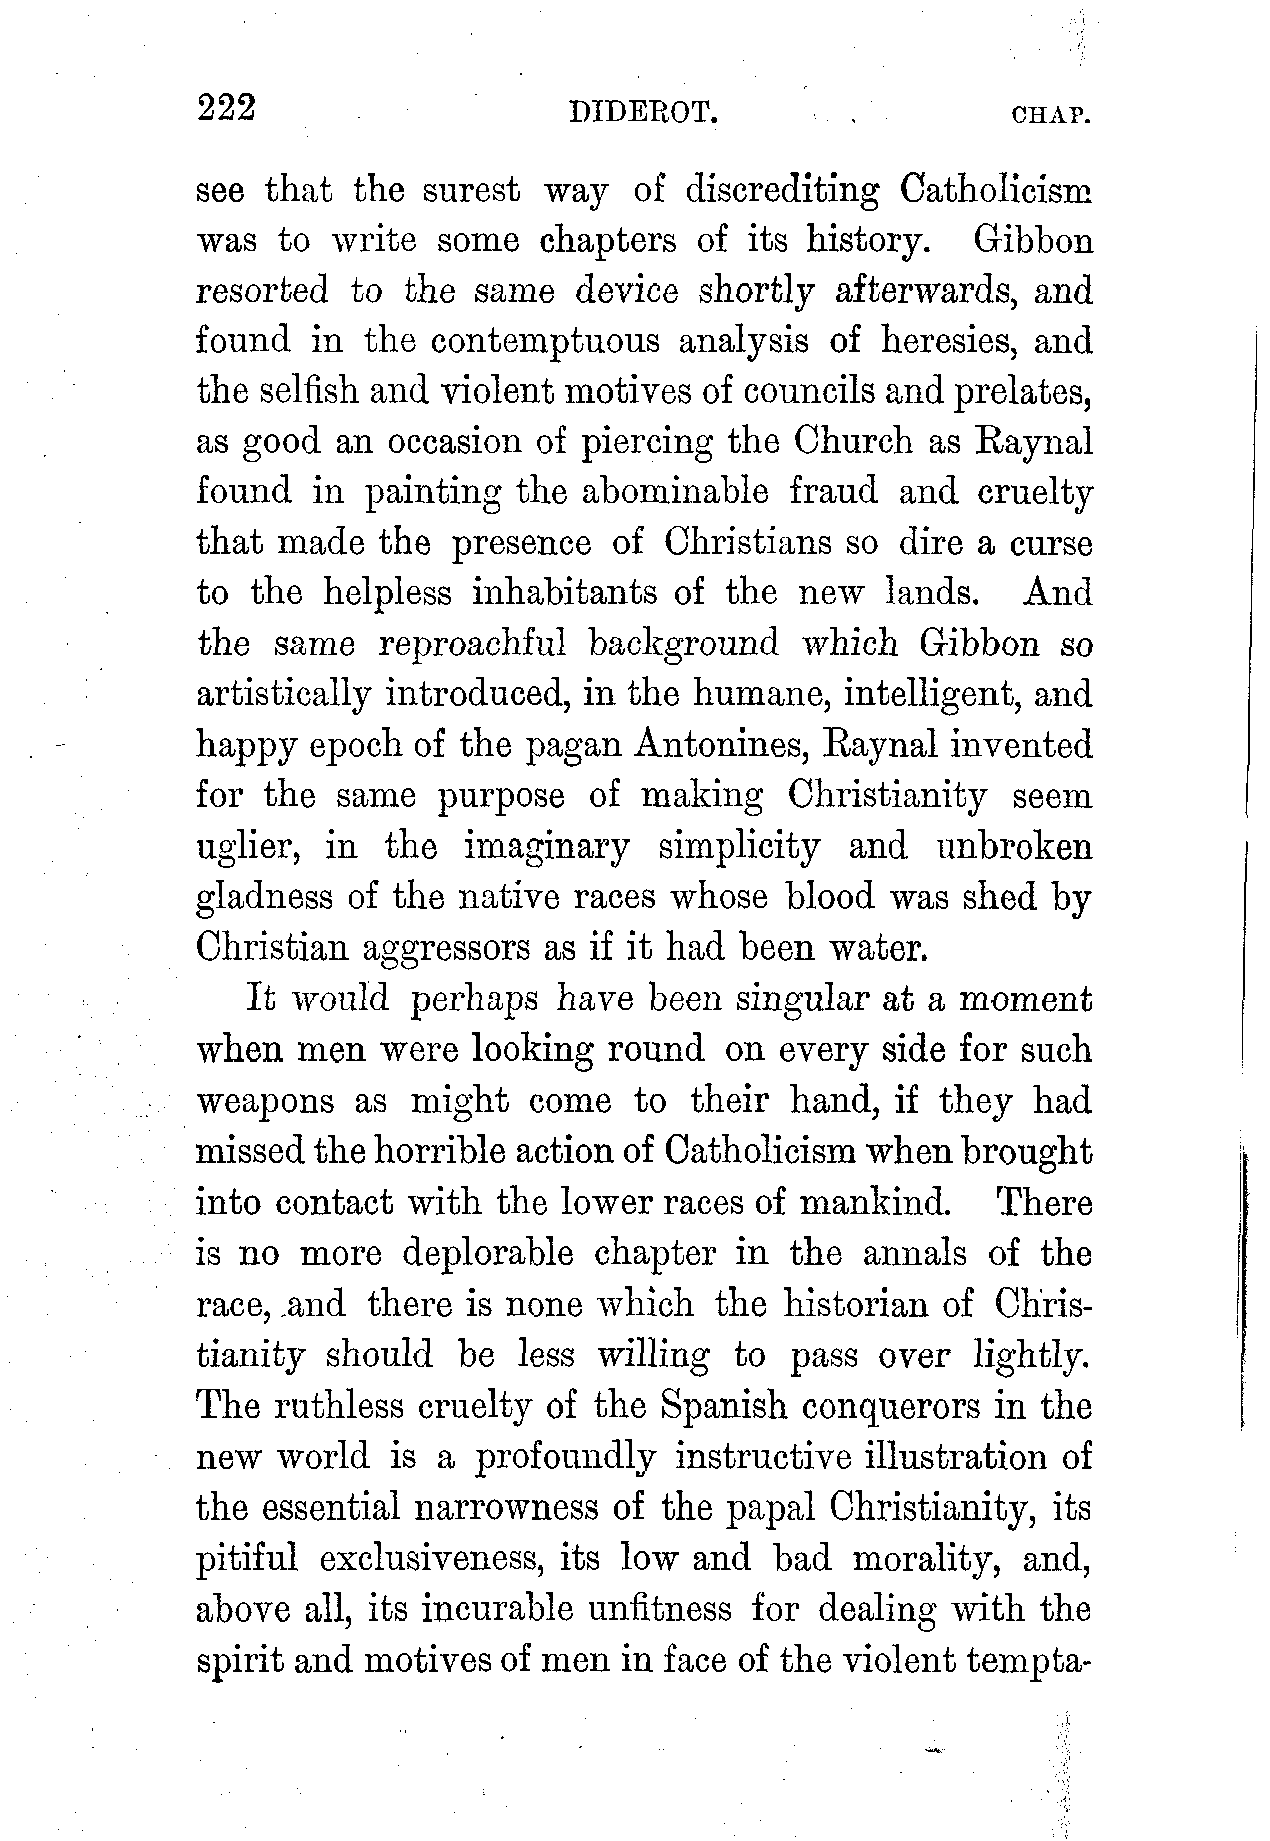 222 DIDEROT. CHAP.
see that the surest way of discrediting Catholicism
was to write some chapters of its history. Gibbon
resorted to the same device shortly afterwards, and
found in the contemptuous analysis of heresies, and
the selfish and violent motives of councils and prelates,
as good an occasion of piercing the Church as Raynal
found in painting the abominable fraud and cruelty
that made the presence of Christians so dire a curse
to the helpless inhabitants of the new lands. And
the same reproachful background which Gibbon so
artistically introduced, in the humane, intelligent, and
happy epoch of the pagan Antonines, Raynal invented
for the same purpose of making Christianity seem
uglier, in the imaginary simplicity and unbroken
gladness of the native races whose blood was shed by
Christian aggressors as if it had been water.
It would perhaps have been singular at a moment
when men were looking round on every side for such
weapons as might come to their hand, if they had
missed the horrible action of Catholicism when brought
into contact with the lower races of mankind. There
is no more deplorable chapter in the annals of the
race, and there is none which the historian of Chris-
tianity should be less willing to pass over lightly.
The ruthless cruelty of the Spanish conquerors in the
new world is a profoundly instructive illustration of
the essential narrowness of the papal Christianity, its
pitiful exclusiveness, its low and bad morality, and,
above all, its incurable unfitness for dealing with the
spirit and motives of men in face of the violent tempta-